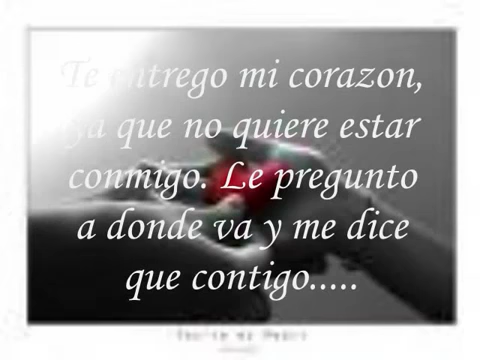 Te entrego mi corazon,
ya que no quiere estar
conmigo. Le pregunto
a donde va y me dice
que contigo.....